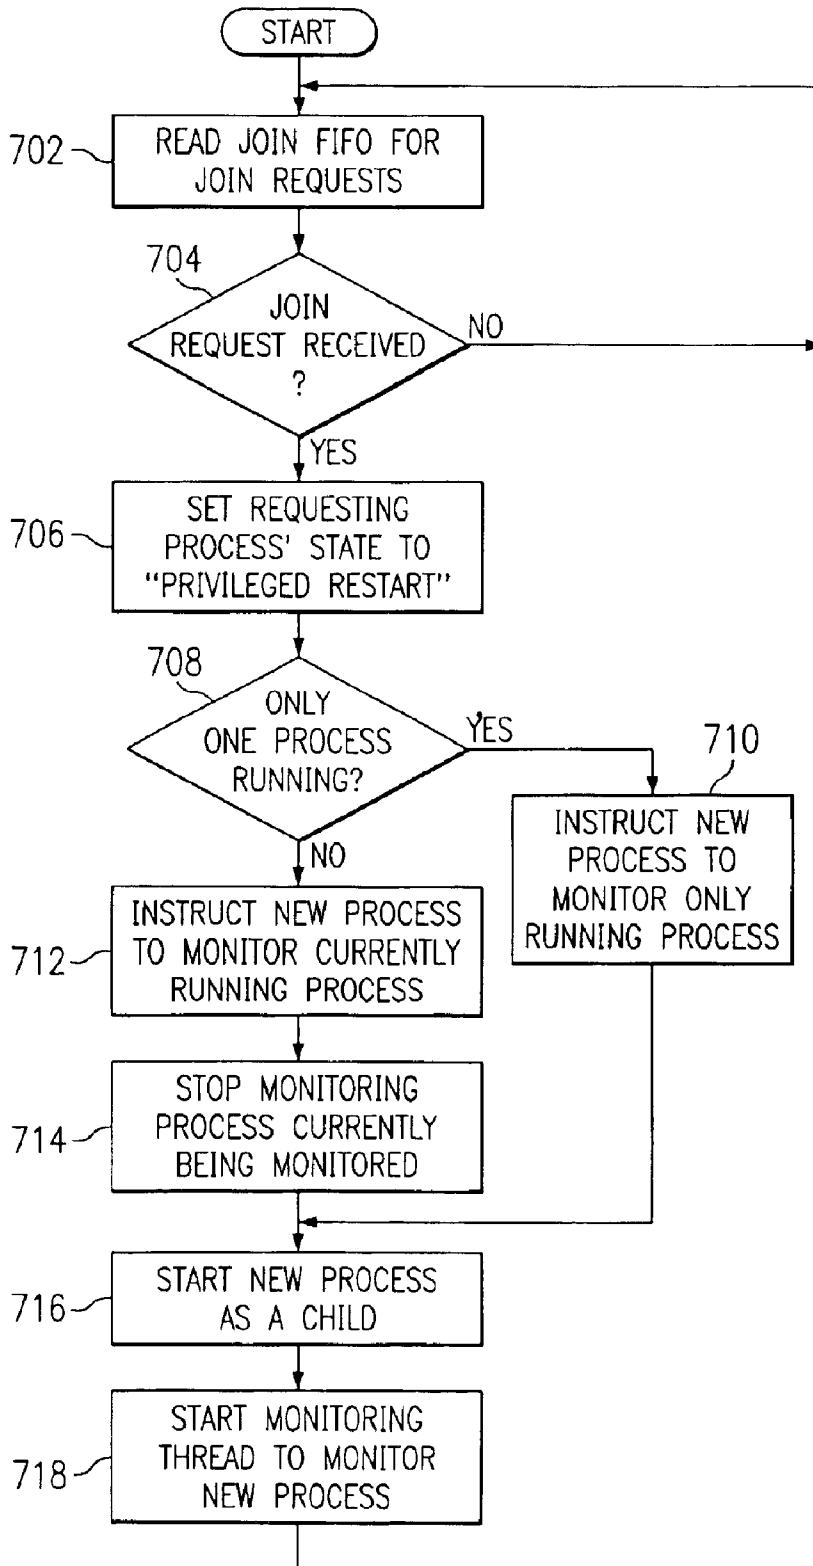 START
702
READ JOIN FIFO FOR
JOIN REQUESTS
704
JOIN
REQUEST RECEIVED
?
NO
YES
706
SET REQUESTING
PROCESS' STATE TO
"PRIVILEGED RESTART"
708
ONLY
ONE PROCESS
RUNNING?
YES
710
INSTRUCT NEW
PROCESS TO
MONITOR ONLY
RUNNING PROCESS
NO
712
INSTRUCT NEW PROCESS
TO MONITOR CURRENTLY
RUNNING PROCESS
714
STOP MONITORING
PROCESS CURRENTLY
BEING MONITORED
716
START NEW PROCESS
AS A CHILD
718
START MONITORING
THREAD TO MONITOR
NEW PROCESS